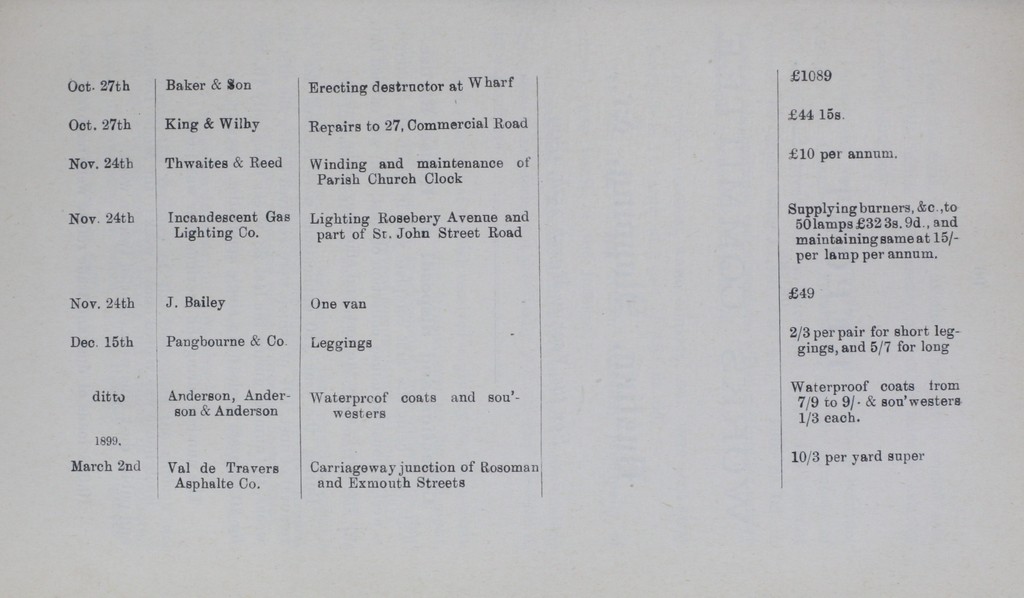 Oct. 27th Baker & Son Erecting destructor at Wharf £1089
Oct. 27th King & Wilby Repairs to 27, Commercial Road £44 15s.
Nov. 24th Thwaites & Reed Winding and maintenance of £10 per annum.
Parish Church Clock
Nov. 24th Incandescent Gas Lighting Rosebery Avenue and Supplying burners, &c., to
Lighting Co. part of St. John Street Road 50 lamps £32 3s. 9d., and
maintaining same at 15/-
per lamp per annum.
Nov. 24th J. Bailey One van £49
Dec. 15th Pangbourne & Co. Leggings 2/3 per pair for short leg-
gings, and 5/7 for long
ditto Anderson, Ander- Waterproof coats and sou'- Waterproof coats from
son & Anderson westers 7/9 to 9/- & sou'westers
1/3 each.
1899.
March 2nd Val de Travers Carriageway junction of Rosoman 10/3 per yard super
Asphalte Co. and Exmouth Streets